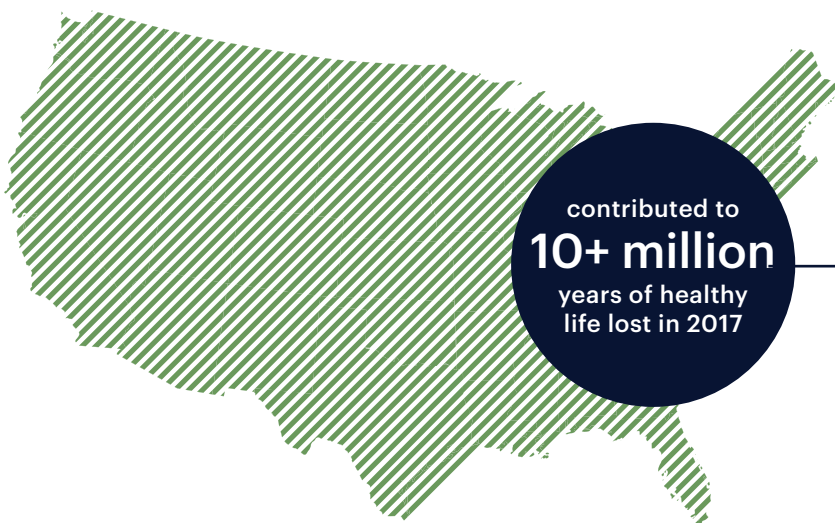 contributed to
10+ million
years of healthy
life lost in 2017